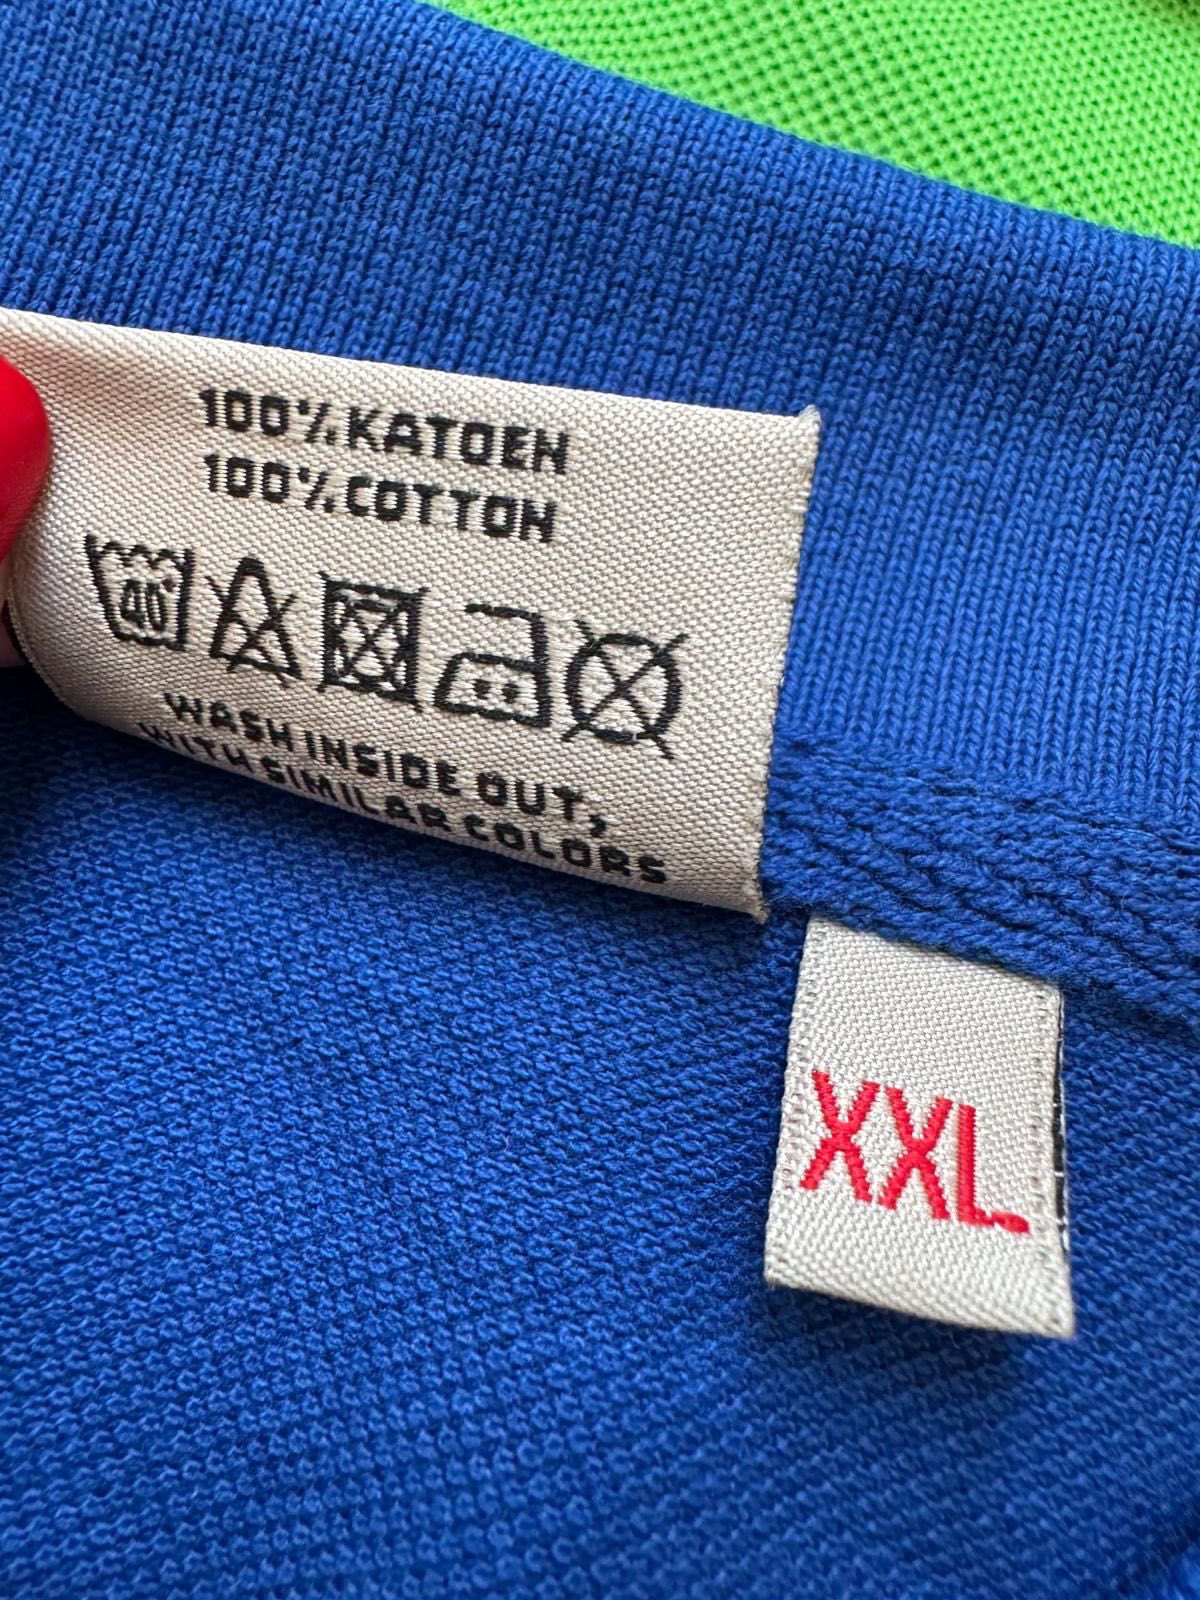 100% KATOEN
100% COTTON
40°
WASH INSIDE OUT,
WITH SIMILAR COLORS
XXL